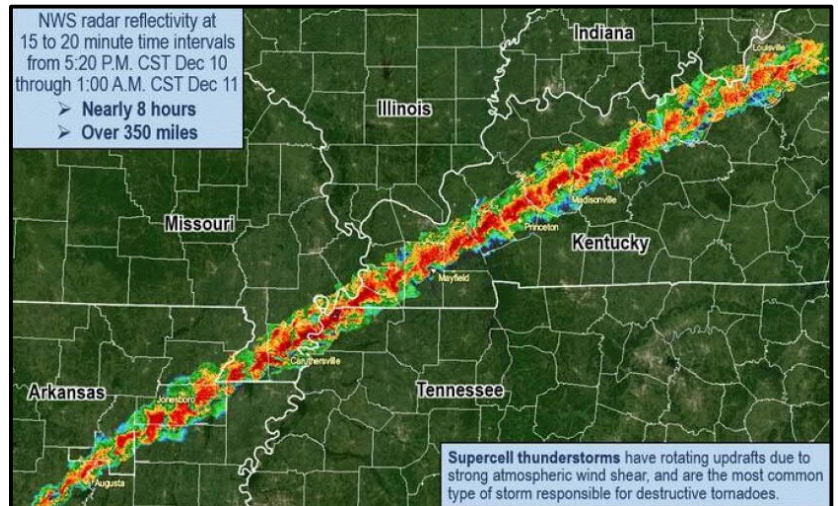 NWS radar reflectivity at
15 to 20 minute time intervals
from 5:20 P.M. CST Dec 10
through 1:00 A.M. CST Dec 11
➢ Nearly 8 hours
➢ Over 350 miles
Indiana
Louisville
Illinois
Missouri
Madisonville
Princeton
Kentucky
Mayfield
Caruthersville
Arkansas
Jonesboro
Tennessee
Augusta
Supercell thunderstorms have rotating updrafts due to
strong atmospheric wind shear, and are the most common
type of storm responsible for destructive tornadoes.